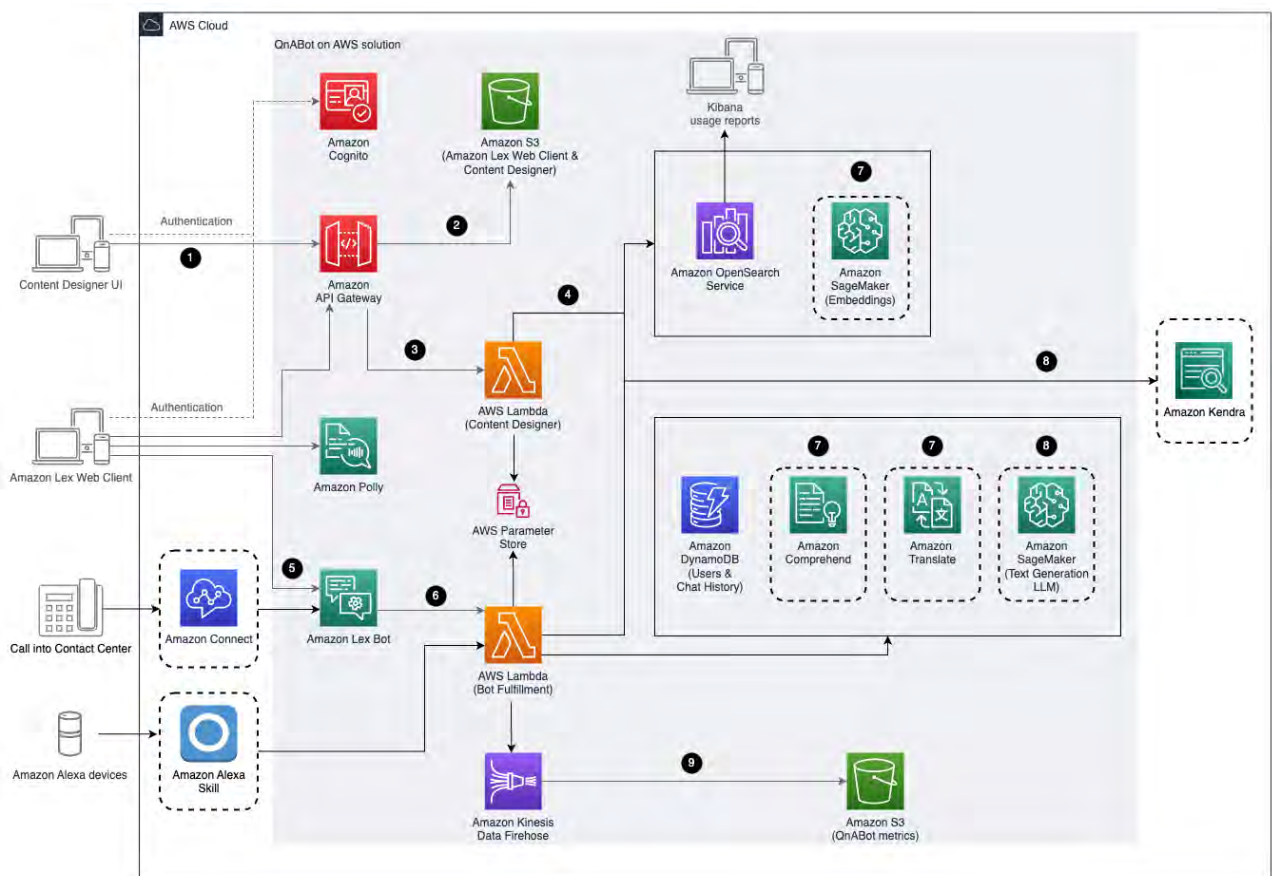 AWS Cloud
QnABot on AWS solution
Amazon
Cognito
Amazon S3
(Amazon Lex Web Client &
Content Designer)
Kibana
usage reports
7
Authentication
1
2
Content Designer UI
Amazon
API Gateway
Amazon OpenSearch
Service
Amazon
SageMaker
(Embeddings)
3
4
8
AWS Lambda
(Content Designer)
Amazon Kendra
Authentication
Amazon Lex Web Client
Amazon Polly
7
7
8
AWS Parameter
Store
Amazon
DynamoDB
(Users &
Chat History)
Amazon
Comprehend
Amazon
Translate
Amazon
SageMaker
(Text Generation
LLM)
5
6
Call into Contact Center
Amazon Connect
Amazon Lex Bot
AWS Lambda
(Bot Fulfillment)
Amazon Alexa devices
Amazon Alexa
Skill
9
Amazon Kinesis
Data Firehose
Amazon S3
(QnABot metrics)